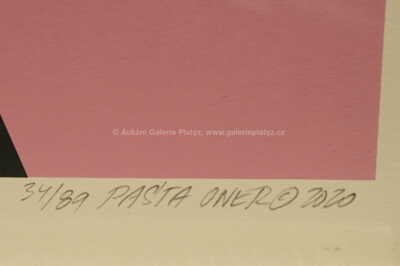 © Aukční Galerie Platýz, www.galerieplatyz.cz
34/89 PASTA ONER © 2020